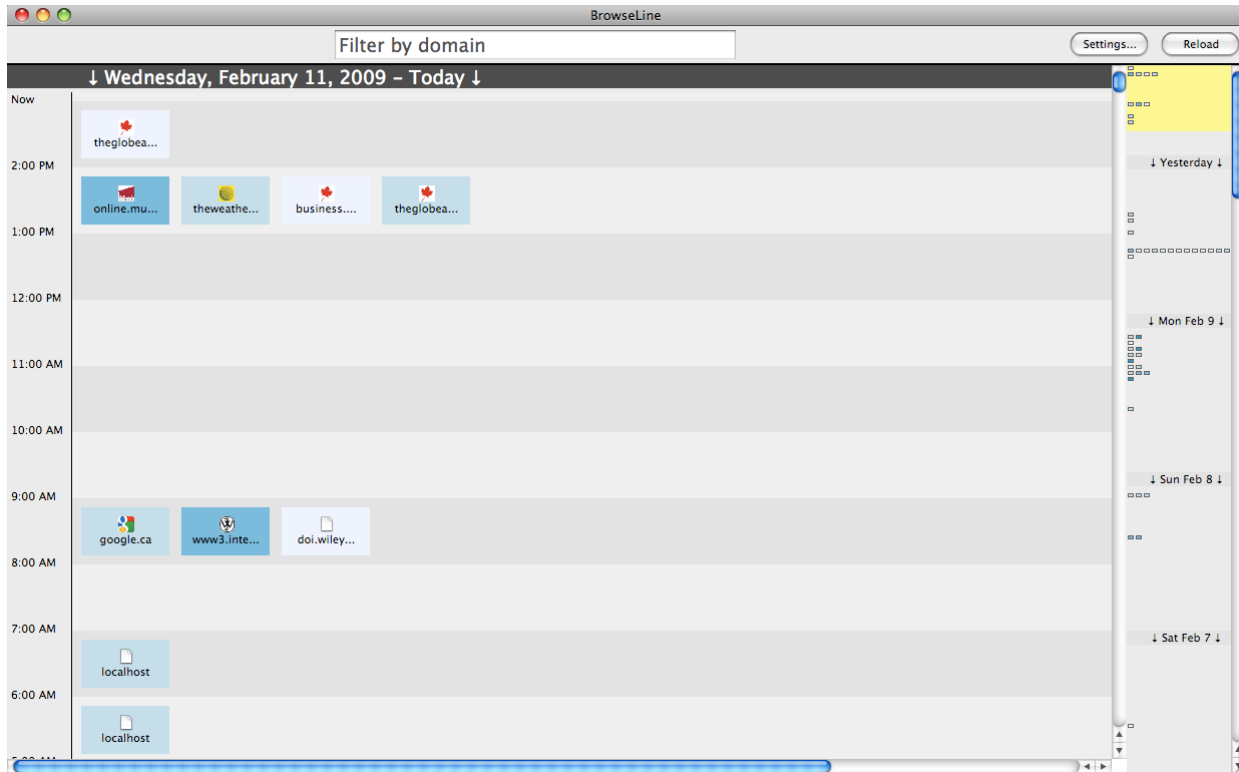 BrowseLine
Filter by domain
Settings...
Reload
↓ Wednesday, February 11, 2009 – Today ↓
Now
theglobea...
2:00 PM
online.mu... theweathe... business.... theglobea...
1:00 PM
12:00 PM
11:00 AM
10:00 AM
9:00 AM
google.ca www3.inte... doi.wiley...
8:00 AM
7:00 AM
localhost
6:00 AM
localhost
↓ Yesterday ↓
↓ Mon Feb 9 ↓
↓ Sun Feb 8 ↓
↓ Sat Feb 7 ↓